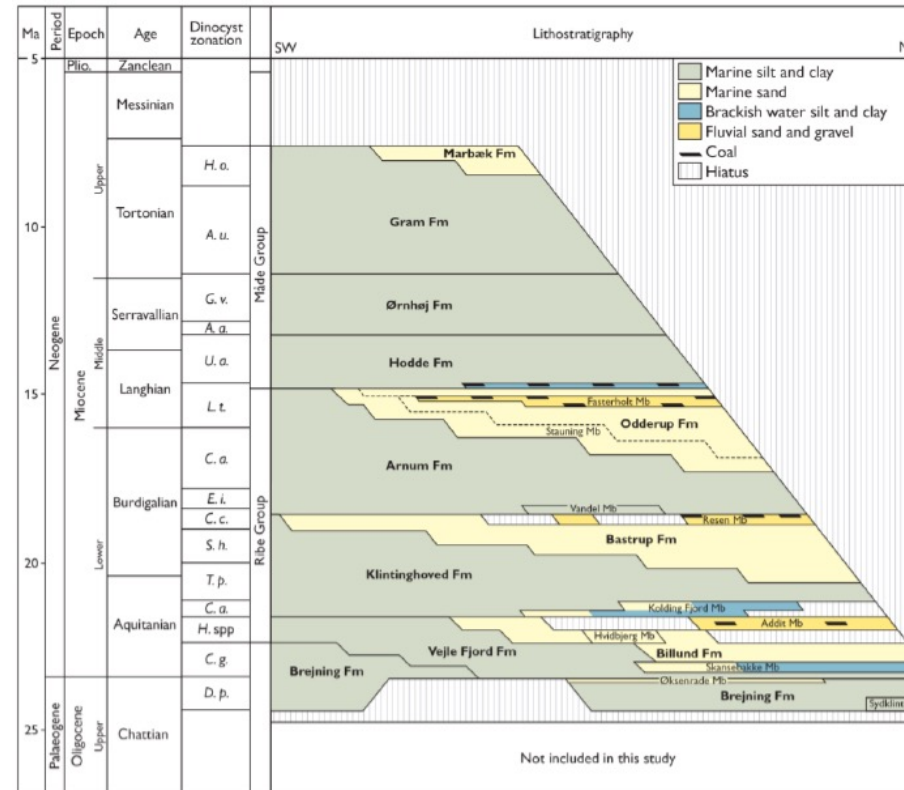 Ma
Period
Epoch
Age
Dinocyst
zonation
Lithostratigraphy
SW
N
5
10
15
20
25
Neogene
Palaeogene
Plio.
Miocene
Oligocene
Upper
Middle
Lower
Upper
Zanclean
Messinian
Tortonian
Serravallian
Langhian
Burdigalian
Aquitanian
Chattian
H. o.
A. u.
G. v.
A. a.
U. a.
L. t.
C. a.
E. i.
C. c.
S. h.
T. p.
C. a.
H. spp
C. g.
D. p.
Måde Group
Ribe Group
Marine silt and clay
Marine sand
Brackish water silt and clay
Fluvial sand and gravel
Coal
Hiatus
Marbæk Fm
Gram Fm
Ørnhøj Fm
Hodde Fm
Fasterholt Mb
Odderup Fm
Stauning Mb
Arnum Fm
Vandel Mb
Resen Mb
Bastrup Fm
Klintinghoved Fm
Kolding Fjord Mb
Addit Mb
Hvidbjerg Mb
Vejle Fjord Fm
Billund Fm
Skansebakke Mb
Brejning Fm
Øksenrade Mb
Brejning Fm
Sydklint
Not included in this study